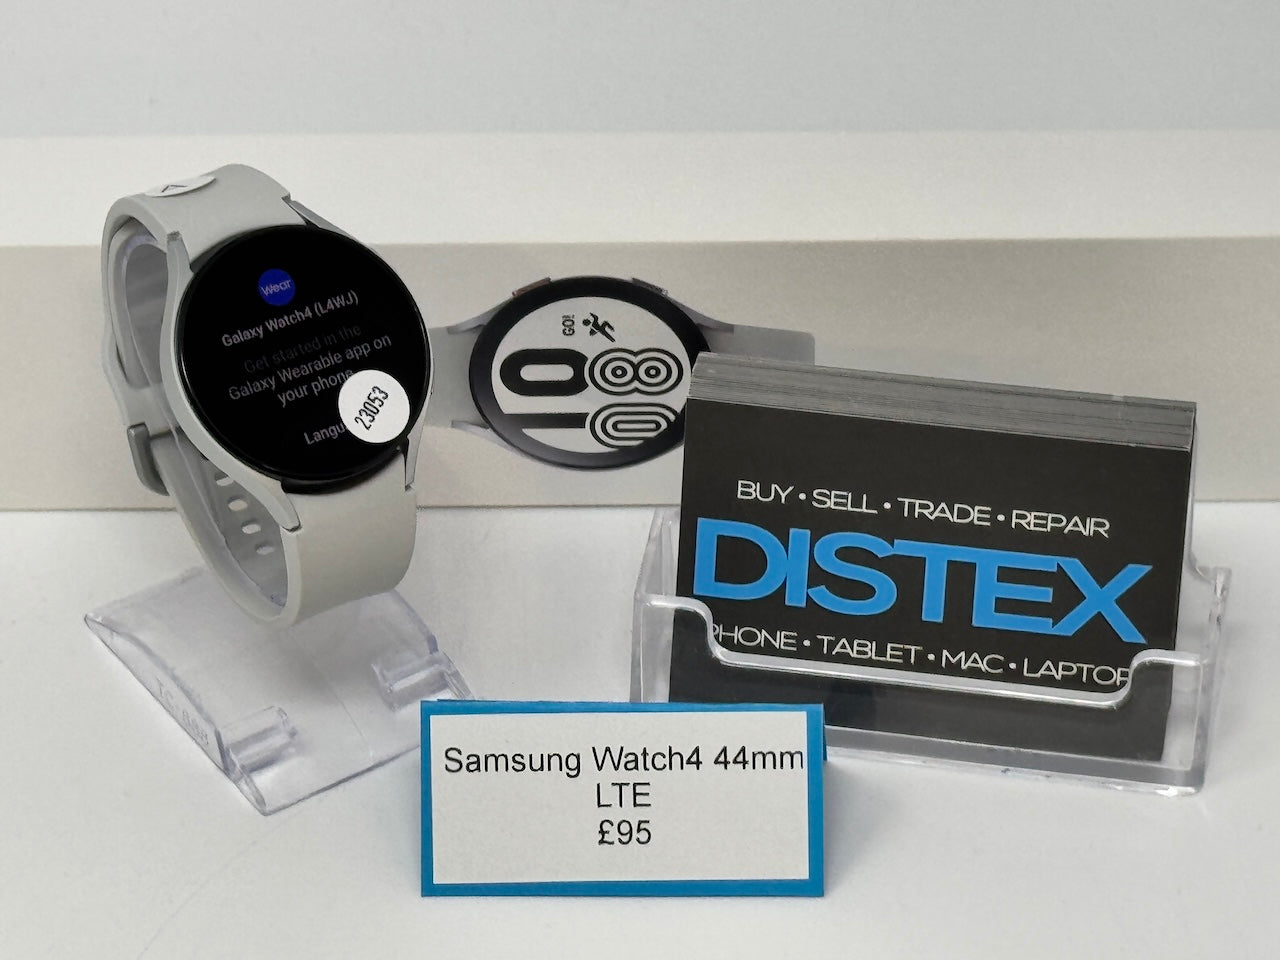 Wear
Galaxy Watch4 (L4WJ)
Get started in the
Galaxy Wearable app on
your phone
Langu
23053
GO!
10
08
BUY • SELL • TRADE • REPAIR
DISTEX
PHONE • TABLET • MAC • LAPTOP
Samsung Watch4 44mm
LTE
£95